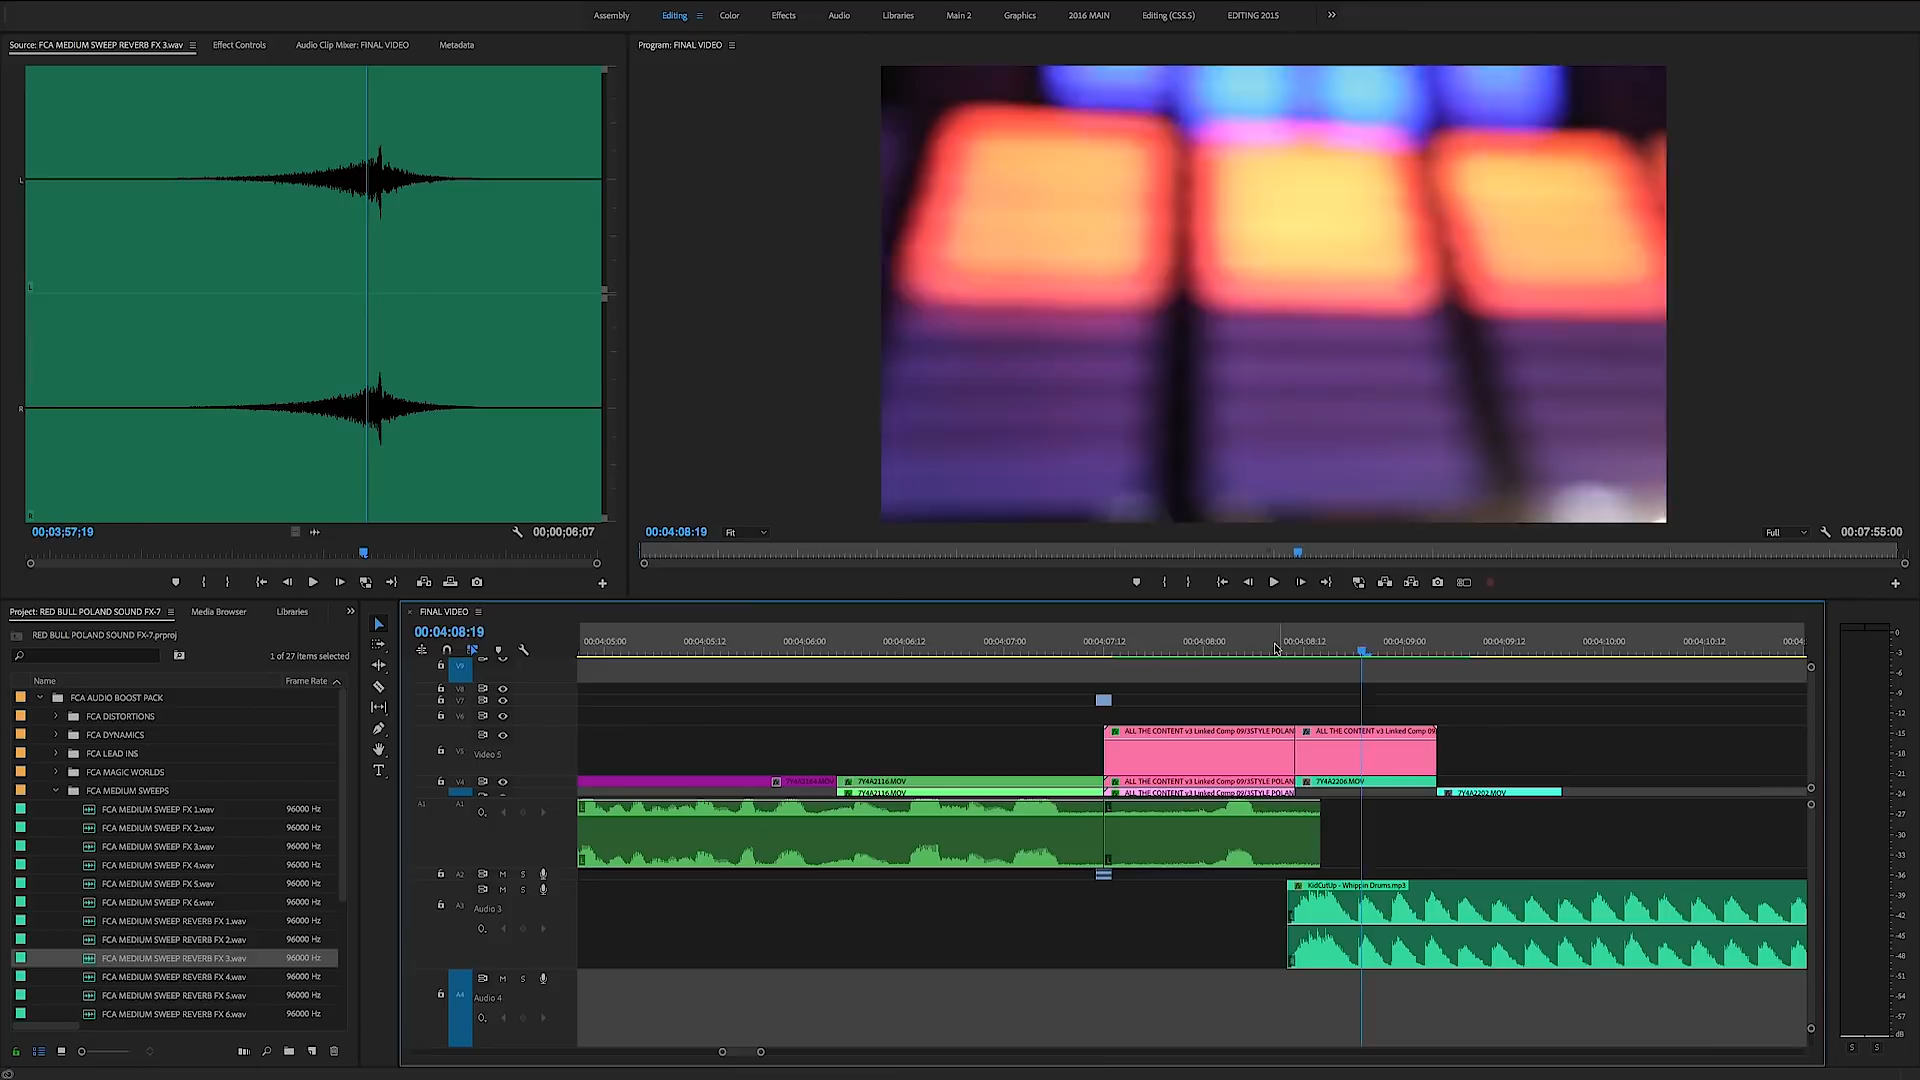 Assembly
Editing
Color
Effects
Audio
Libraries
Main 2
Graphics
2016 MAIN
Editing (CS5.5)
EDITING 2015
Source: FCA MEDIUM SWEEP REVERB FX 3.wav
Effect Controls
Audio Clip Mixer: FINAL VIDEO
Metadata
Program: FINAL VIDEO
L
L
R
R
00;03;57;19
00;00;06;07
00:04:08:19
Fit
Full
00:07:55:00
Project: RED BULL POLAND SOUND FX-7
Media Browser
Libraries
RED BULL POLAND SOUND FX-7.prproj
1 of 27 items selected
Name
Frame Rate
FCA AUDIO BOOST PACK
FCA DISTORTIONS
FCA DYNAMICS
FCA LEAD INS
FCA MAGIC WORLDS
FCA MEDIUM SWEEPS
FCA MEDIUM SWEEP FX 1.wav 96000 Hz
FCA MEDIUM SWEEP FX 2.wav 96000 Hz
FCA MEDIUM SWEEP FX 3.wav 96000 Hz
FCA MEDIUM SWEEP FX 4.wav 96000 Hz
FCA MEDIUM SWEEP FX 5.wav 96000 Hz
FCA MEDIUM SWEEP FX 6.wav 96000 Hz
FCA MEDIUM SWEEP REVERB FX 1.wav 96000 Hz
FCA MEDIUM SWEEP REVERB FX 2.wav 96000 Hz
FCA MEDIUM SWEEP REVERB FX 3.wav 96000 Hz
FCA MEDIUM SWEEP REVERB FX 4.wav 96000 Hz
FCA MEDIUM SWEEP REVERB FX 5.wav 96000 Hz
FCA MEDIUM SWEEP REVERB FX 6.wav 96000 Hz
FINAL VIDEO
00:04:08:19
00:04:05:00 00:04:05:12 00:04:06:00 00:04:06:12 00:04:07:00 00:04:07:12 00:04:08:00 00:04:08:12 00:04:09:00 00:04:09:12 00:04:10:00 00:04:10:12 00:04:
V9
V8
V7
V6
V5 Video 5
ALL THE CONTENT v3 Linked Comp 09/3STYLE POLAN
ALL THE CONTENT v3 Linked Comp 09
V4
7Y4A2164.MOV
7Y4A2116.MOV
ALL THE CONTENT v3 Linked Comp 09/3STYLE POLAN
7Y4A2206.MOV
7Y4A2116.MOV
ALL THE CONTENT v3 Linked Comp 09/3STYLE POLAN
7Y4A2202.MOV
A1 A1
A2 M S
M S
A3 Audio 3
KidCutUp - Whippin Drums.mp3
M S
A4 Audio 4
0
-3
-6
-9
-12
-15
-18
-21
-24
-27
-30
-33
-36
-39
-42
-45
-48
-51
-54
-57
dB
S S